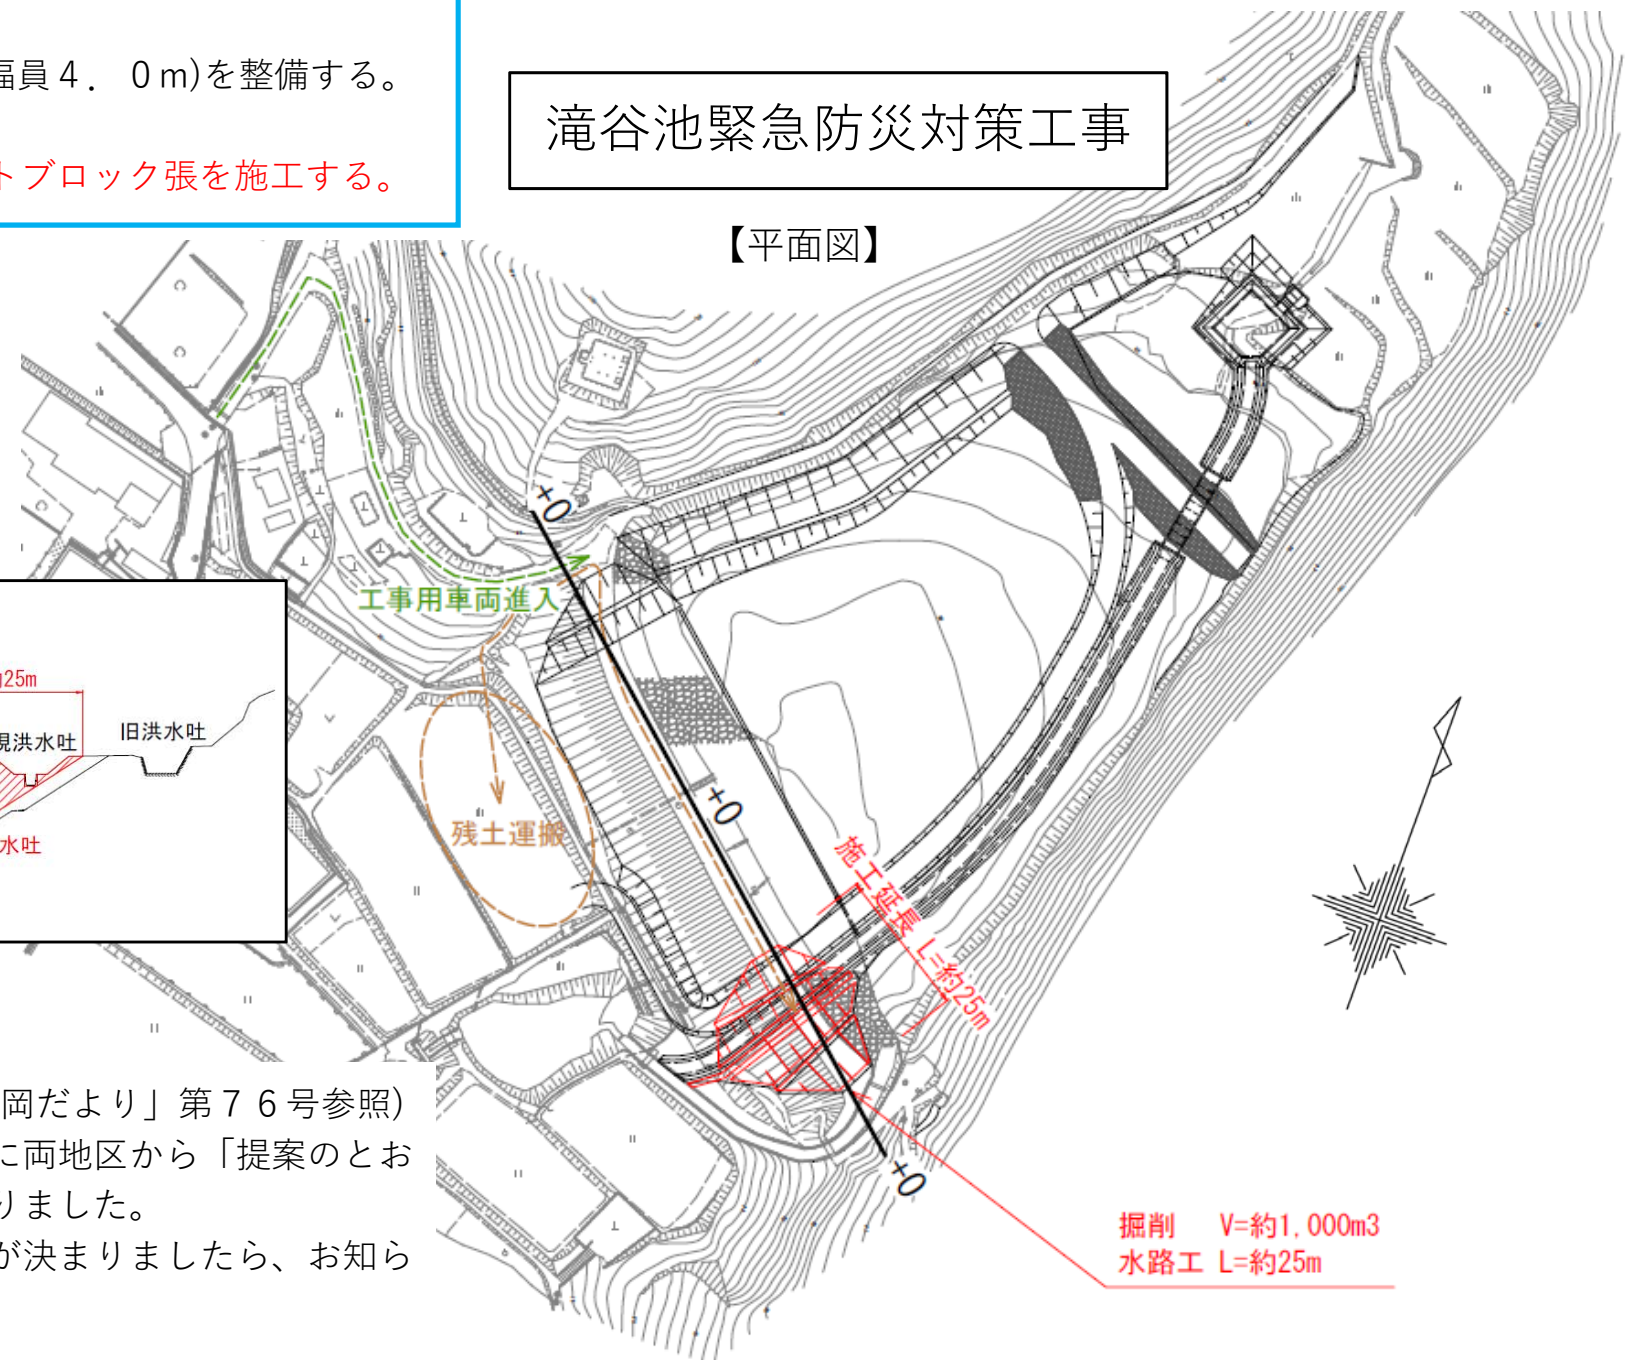 幅員４．０ｍ)を整備する。
トブロック張を施工する。
滝谷池緊急防災対策工事
【平面図】
+0
工事用車両進入
約25m
現洪水吐
旧洪水吐
水吐
残土運搬
+0
施工延長 L=約25m
岡だより」第７６号参照)
に両地区から「提案のとお
りました。
が決まりましたら、お知ら
+0
掘削 V=約1,000m3
水路工 L=約25m